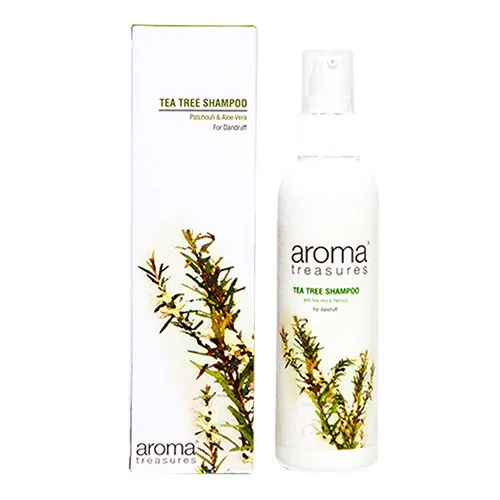 TEA TREE SHAMPOO
Patchouli & Aloe Vera
For Dandruff
aroma
treasures
aroma
treasures
TEA TREE SHAMPOO
With Aloe Vera & Patchouli
For dandruff